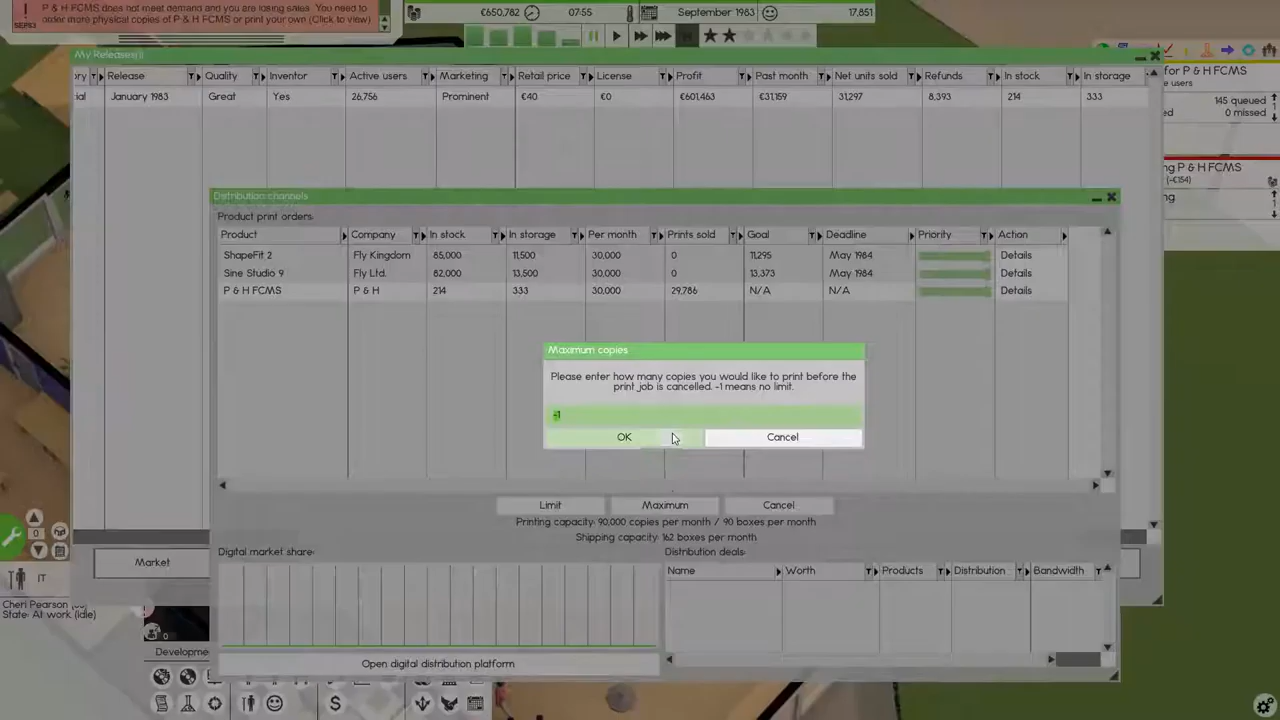 P & H FCMS does not meet demand and you are losing sales. You need to
order more physical copies of P & H FCMS or print your own (Click to view)
SEP83
€650,782 07:55 September 1983 17,851
My Releases(1)
Release Quality Inventor Active users Marketing Retail price License Profit Past month Net units sold Refunds In stock In storage
January 1983 Great Yes 26,756 Prominent €40 €0 €601,463 €31,159 31,297 8,393 214 333
for P & H FCMS
e users
145 queued
0 missed
ng P & H FCMS
(-€154)
ng
Distribution channels
Product print orders:
Product Company In stock In storage Per month Prints sold Goal Deadline Priority Action
ShapeFit 2 Fly Kingdom 85,000 11,500 30,000 0 11,295 May 1984 Details
Sine Studio 9 Fly Ltd. 82,000 13,500 30,000 0 13,373 May 1984 Details
P & H FCMS P & H 214 333 30,000 29,786 N/A N/A Details
Maximum copies
Please enter how many copies you would like to print before the
print job is cancelled. -1 means no limit.
-1
OK Cancel
Limit Maximum Cancel
Printing capacity: 90,000 copies per month / 90 boxes per month
Shipping capacity: 162 boxes per month
Digital market share: Distribution deals:
Name Worth Products Distribution Bandwidth
Open digital distribution platform
Market
0
IT
Cheri Pearson
State: At work (Idle)
0
Developme